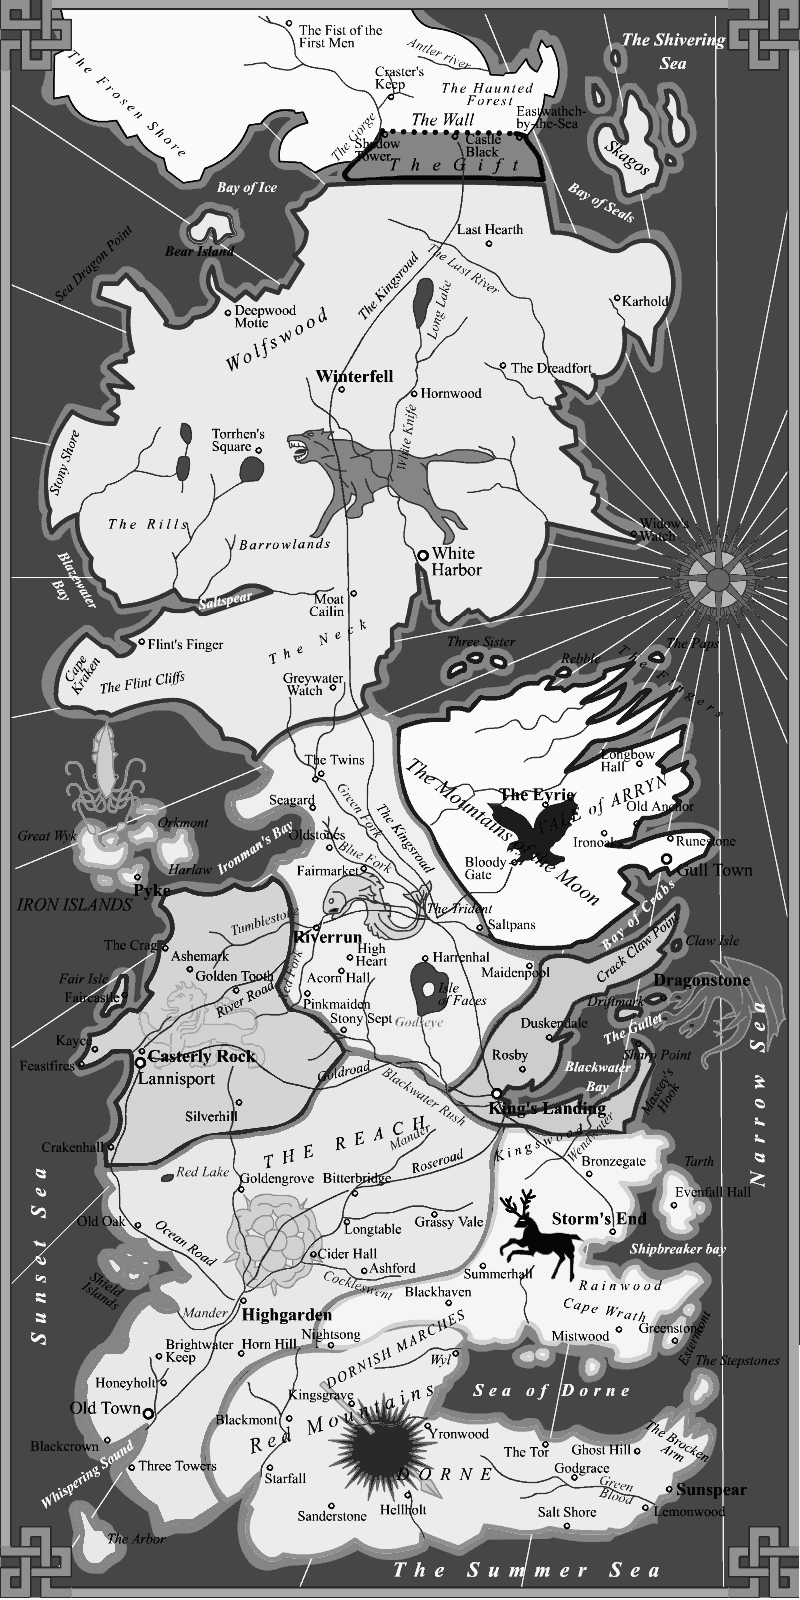 The Fist of the
First Men
The Shivering
Sea
Antler river
The Frozen Shore
Craster's
Keep
The Haunted
Forest
The Gorge
The Wall
Eastwathch-
by-the-Sea
Shadow
Tower
Castle
Black
The Gift
Skagos
Bay of Ice
Bay of Seals
Bear Island
Sea Dragon Point
Last Hearth
The Last River
The Kingsroad
Long Lake
Karhold
Deepwood
Motte
Wolfswood
The Dreadfort
Winterfell
Hornwood
White Knife
Torrhen's
Square
Stony Shore
The Rills
Barrowlands
Widow's
Watch
White
Harbor
Blazewater
Bay
Saltspear
Moat
Cailin
The Neck
Flint's Finger
Cape
Kraken
The Flint Cliffs
Greywater
Watch
Three Sister
Rebble
The Paps
The Fingers
The Twins
Longbow
Hall
Seagard
Green Fork
The Kingsroad
The Mountains of the Moon
The Eyrie
VALE of ARRYN
Old Anchor
Great Wyk
Orkmont
Ironman's Bay
Oldstones
Blue Fork
Ironoaks
Runestone
Harlaw
Fairmarket
Bloody
Gate
Gull Town
Pyke
IRON ISLANDS
The Trident
Saltpans
Bay of Crabs
Tumblestone
Riverrun
The Crag
Ashemark
High
Heart
Harrenhal
Maidenpool
Crack Claw Point
Claw Isle
Golden Tooth
Red Fork
Acorn Hall
Isle
of Faces
Dragonstone
Fair Isle
Faircastle
River Road
Pinkmaiden
Stony Sept
Godseye
Driftmark
Duskendale
The Gullet
Kayce
Sharp Point
Feastfires
Casterly Rock
Lannisport
Rosby
Blackwater
Bay
Goldroad
Blackwater Rush
Massey's
Hook
Narrow Sea
Silverhill
King's Landing
THE REACH
Mander
Kingswood
Wendwater
Crakenhall
Red Lake
Goldengrove
Bitterbridge
Roseroad
Bronzegate
Tarth
Evenfall Hall
Sunset Sea
Old Oak
Ocean Road
Longtable
Grassy Vale
Storm's End
Shipbreaker bay
Cider Hall
Ashford
Summerhall
Shield
Islands
Cockleswent
Rainwood
Blackhaven
Mander
Highgarden
Cape Wrath
Mistwood
Greenstone
Estermont
Nightsong
Brightwater
Keep
Horn Hill
DORNISH MARCHES
Wyl
The Stepstones
Honeyholt
Kingsgrave
Sea of Dorne
Old Town
Blackmont
Red Mountains
Yronwood
Blackcrown
Whispering Sound
The Tor
Ghost Hill
The Brocken
Arm
Three Towers
Starfall
DORNE
Godgrace
Green
Blood
Sunspear
Lemonwood
Sanderstone
Hellholt
Salt Shore
The Arbor
The Summer Sea